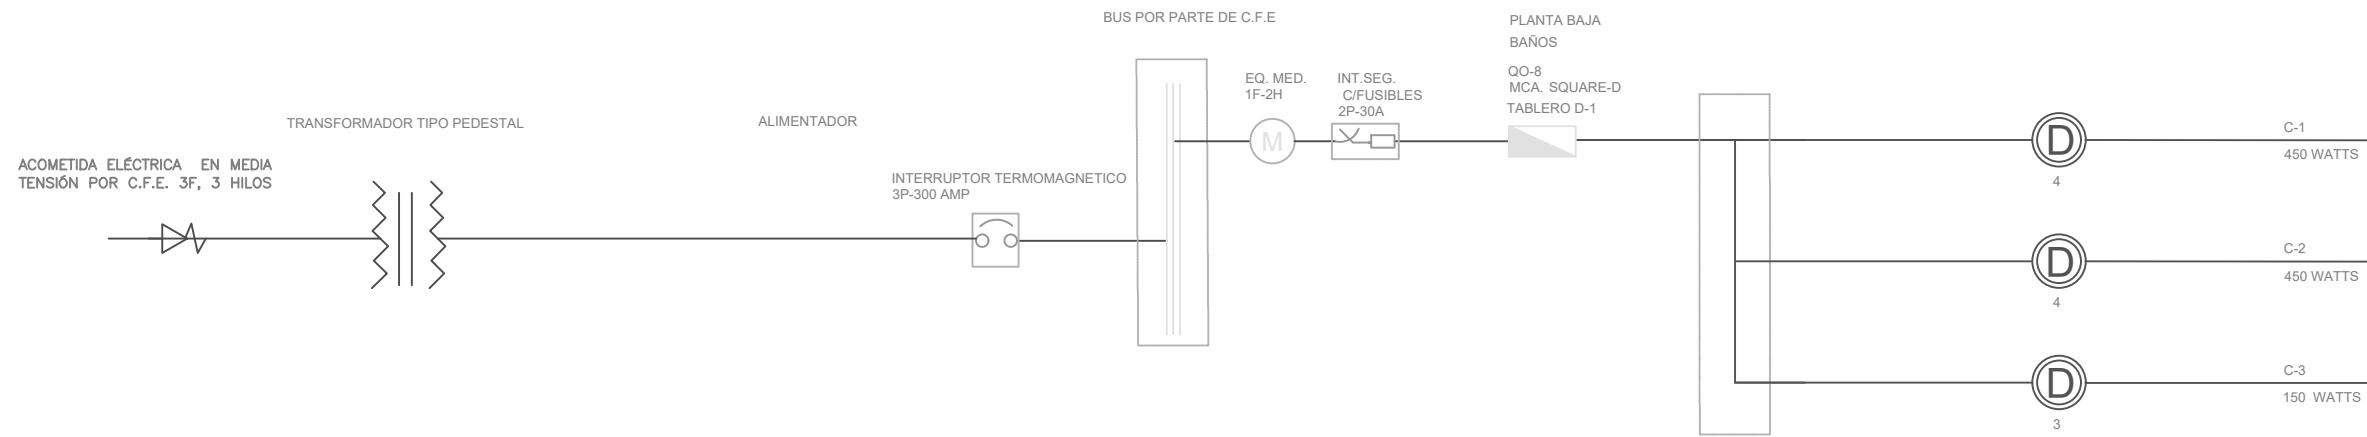 BUS POR PARTE DE C.F.E
PLANTA BAJA
BAÑOS
QO-8
MCA. SQUARE-D
TABLERO D-1
EQ. MED.
1F-2H
INT.SEG.
C/FUSIBLES
2P-30A
TRANSFORMADOR TIPO PEDESTAL
ALIMENTADOR
ACOMETIDA ELÉCTRICA EN MEDIA
TENSIÓN POR C.F.E. 3F, 3 HILOS
INTERRUPTOR TERMOMAGNETICO
3P-300 AMP
M
D
4
C-1
450 WATTS
D
4
C-2
450 WATTS
D
3
C-3
150 WATTS